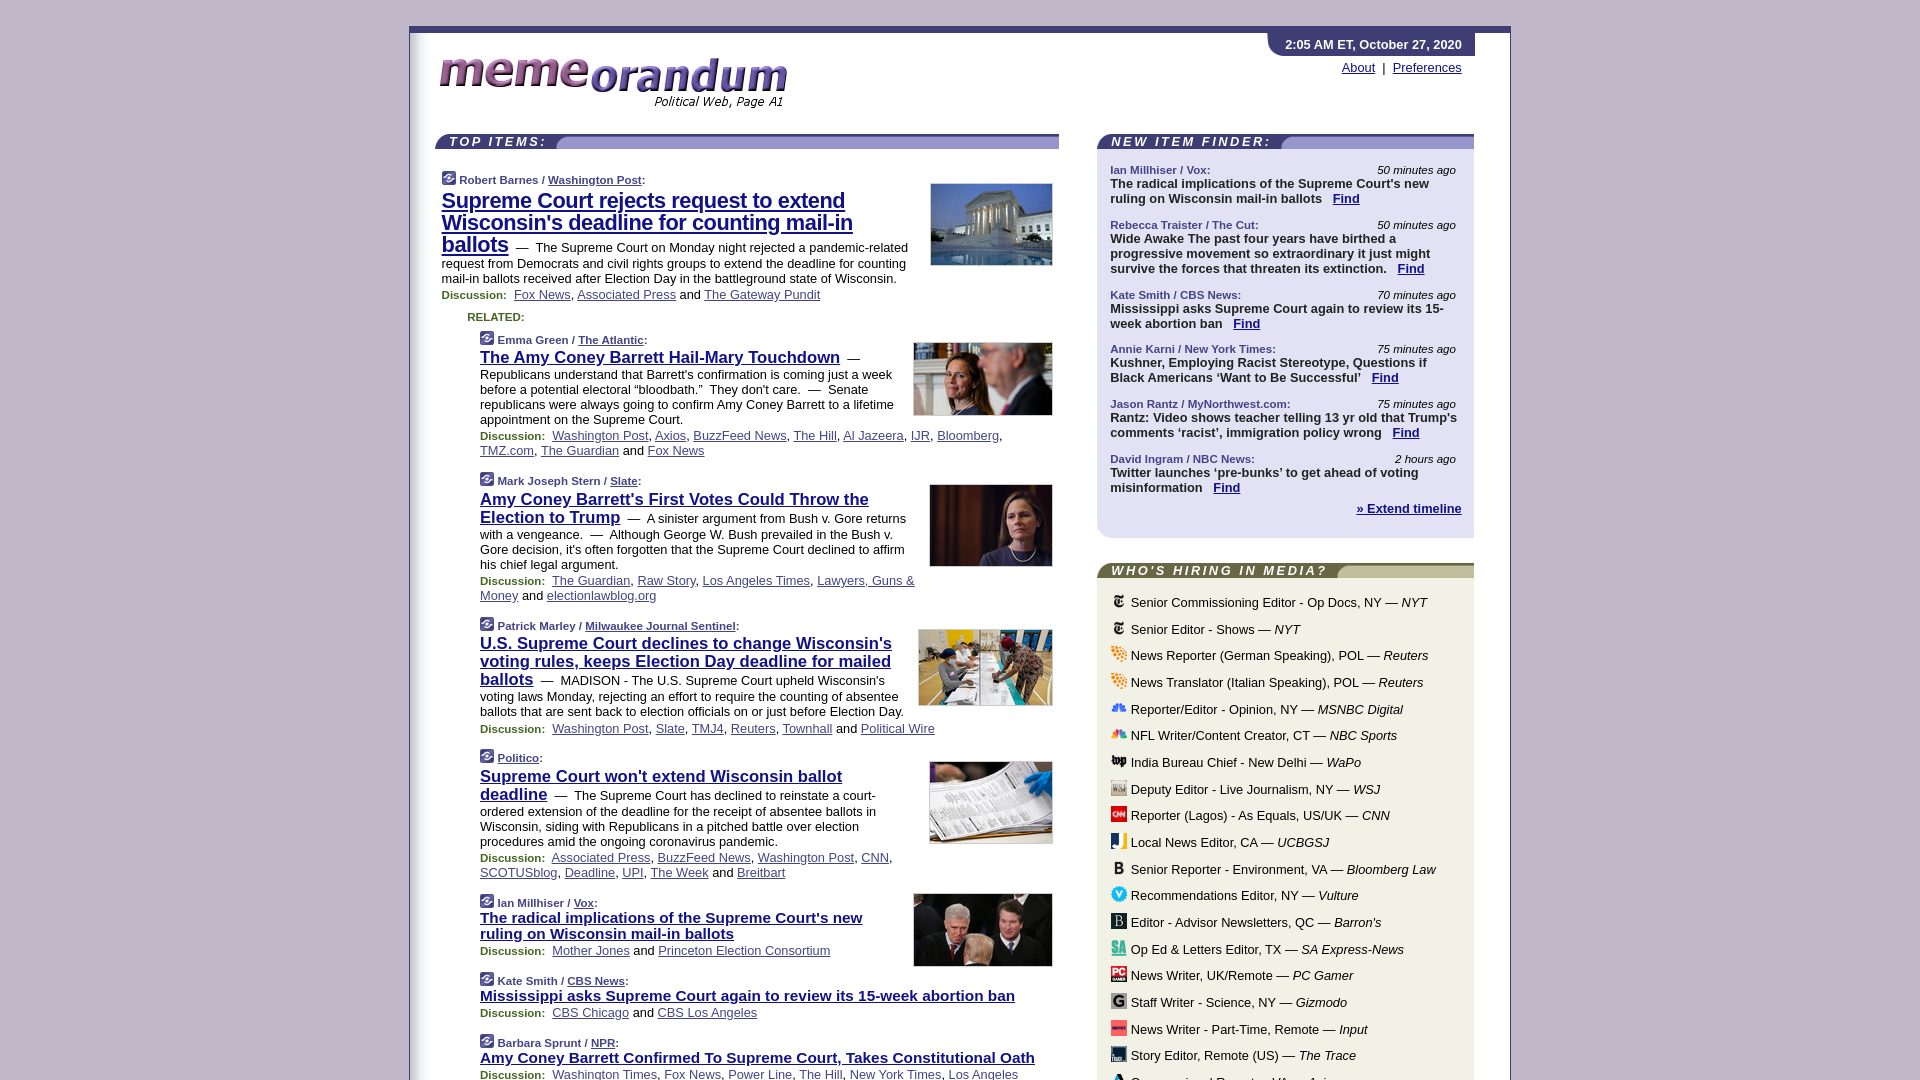 2:05 AM ET, October 27, 2020
About | Preferences
memeorandum
Political Web, Page A1
TOP ITEMS:
Robert Barnes / Washington Post:
Supreme Court rejects request to extend
Wisconsin's deadline for counting mail-in
ballots — The Supreme Court on Monday night rejected a pandemic-related
request from Democrats and civil rights groups to extend the deadline for counting
mail-in ballots received after Election Day in the battleground state of Wisconsin.
Discussion: Fox News, Associated Press and The Gateway Pundit
RELATED:
Emma Green / The Atlantic:
The Amy Coney Barrett Hail-Mary Touchdown —
Republicans understand that Barrett's confirmation is coming just a week
before a potential electoral “bloodbath.” They don't care. — Senate
republicans were always going to confirm Amy Coney Barrett to a lifetime
appointment on the Supreme Court.
Discussion: Washington Post, Axios, BuzzFeed News, The Hill, Al Jazeera, IJR, Bloomberg,
TMZ.com, The Guardian and Fox News
Mark Joseph Stern / Slate:
Amy Coney Barrett's First Votes Could Throw the
Election to Trump — A sinister argument from Bush v. Gore returns
with a vengeance. — Although George W. Bush prevailed in the Bush v.
Gore decision, it's often forgotten that the Supreme Court declined to affirm
his chief legal argument.
Discussion: The Guardian, Raw Story, Los Angeles Times, Lawyers, Guns &
Money and electionlawblog.org
Patrick Marley / Milwaukee Journal Sentinel:
U.S. Supreme Court declines to change Wisconsin's
voting rules, keeps Election Day deadline for mailed
ballots — MADISON - The U.S. Supreme Court upheld Wisconsin's
voting laws Monday, rejecting an effort to require the counting of absentee
ballots that are sent back to election officials on or just before Election Day.
Discussion: Washington Post, Slate, TMJ4, Reuters, Townhall and Political Wire
Politico:
Supreme Court won't extend Wisconsin ballot
deadline — The Supreme Court has declined to reinstate a court-
ordered extension of the deadline for the receipt of absentee ballots in
Wisconsin, siding with Republicans in a pitched battle over election
procedures amid the ongoing coronavirus pandemic.
Discussion: Associated Press, BuzzFeed News, Washington Post, CNN,
SCOTUSblog, Deadline, UPI, The Week and Breitbart
Ian Millhiser / Vox:
The radical implications of the Supreme Court's new
ruling on Wisconsin mail-in ballots
Discussion: Mother Jones and Princeton Election Consortium
Kate Smith / CBS News:
Mississippi asks Supreme Court again to review its 15-week abortion ban
Discussion: CBS Chicago and CBS Los Angeles
Barbara Sprunt / NPR:
Amy Coney Barrett Confirmed To Supreme Court, Takes Constitutional Oath
Discussion: Washington Times, Fox News, Power Line, The Hill, New York Times, Los Angeles
NEW ITEM FINDER:
Ian Millhiser / Vox: 50 minutes ago
The radical implications of the Supreme Court's new
ruling on Wisconsin mail-in ballots Find
Rebecca Traister / The Cut: 50 minutes ago
Wide Awake The past four years have birthed a
progressive movement so extraordinary it just might
survive the forces that threaten its extinction. Find
Kate Smith / CBS News: 70 minutes ago
Mississippi asks Supreme Court again to review its 15-
week abortion ban Find
Annie Karni / New York Times: 75 minutes ago
Kushner, Employing Racist Stereotype, Questions if
Black Americans ‘Want to Be Successful’ Find
Jason Rantz / MyNorthwest.com: 75 minutes ago
Rantz: Video shows teacher telling 13 yr old that Trump's
comments ‘racist’, immigration policy wrong Find
David Ingram / NBC News: 2 hours ago
Twitter launches ‘pre-bunks’ to get ahead of voting
misinformation Find
» Extend timeline
WHO'S HIRING IN MEDIA?
Senior Commissioning Editor - Op Docs, NY — NYT
Senior Editor - Shows — NYT
News Reporter (German Speaking), POL — Reuters
News Translator (Italian Speaking), POL — Reuters
Reporter/Editor - Opinion, NY — MSNBC Digital
NFL Writer/Content Creator, CT — NBC Sports
wp India Bureau Chief - New Delhi — WaPo
WSJ Deputy Editor - Live Journalism, NY — WSJ
CNN Reporter (Lagos) - As Equals, US/UK — CNN
Local News Editor, CA — UCBGSJ
B Senior Reporter - Environment, VA — Bloomberg Law
Recommendations Editor, NY — Vulture
B Editor - Advisor Newsletters, QC — Barron's
SA Op Ed & Letters Editor, TX — SA Express-News
PC GAMER News Writer, UK/Remote — PC Gamer
G Staff Writer - Science, NY — Gizmodo
News Writer - Part-Time, Remote — Input
Story Editor, Remote (US) — The Trace